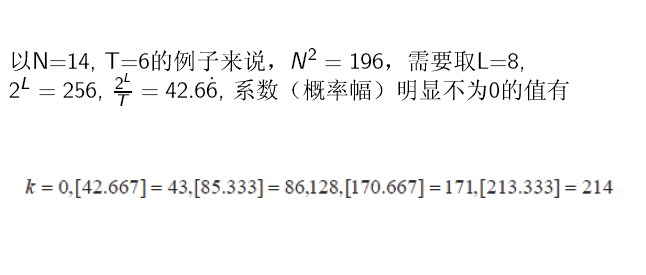 以N=14, T=6的例子来说，N² = 196，需要取L=8,
2ᴸ = 256, 2ᴸ/T = 42.66̇, 系数（概率幅）明显不为0的值有
k = 0,[42.667] = 43,[85.333] = 86,128,[170.667] = 171,[213.333] = 214